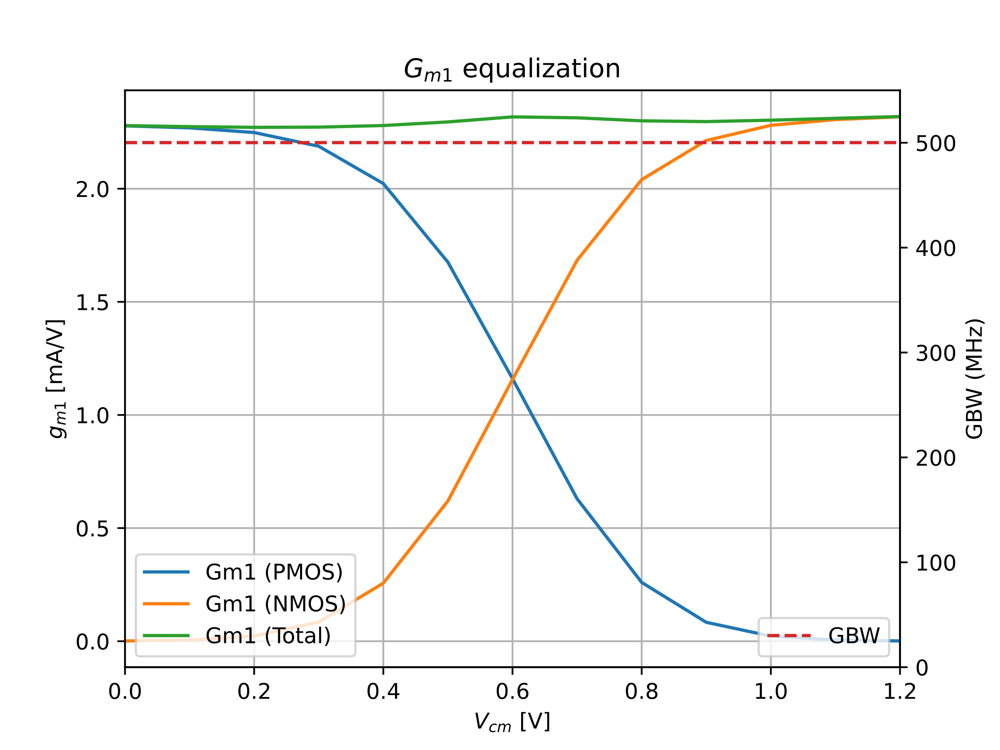 Gm1 equalization
gm1 [mA/V]
2.0
1.5
1.0
0.5
0.0
500
400
300
200
100
0
GBW (MHz)
Gm1 (PMOS)
Gm1 (NMOS)
Gm1 (Total)
GBW
0.0 0.2 0.4 0.6 0.8 1.0 1.2
Vcm [V]